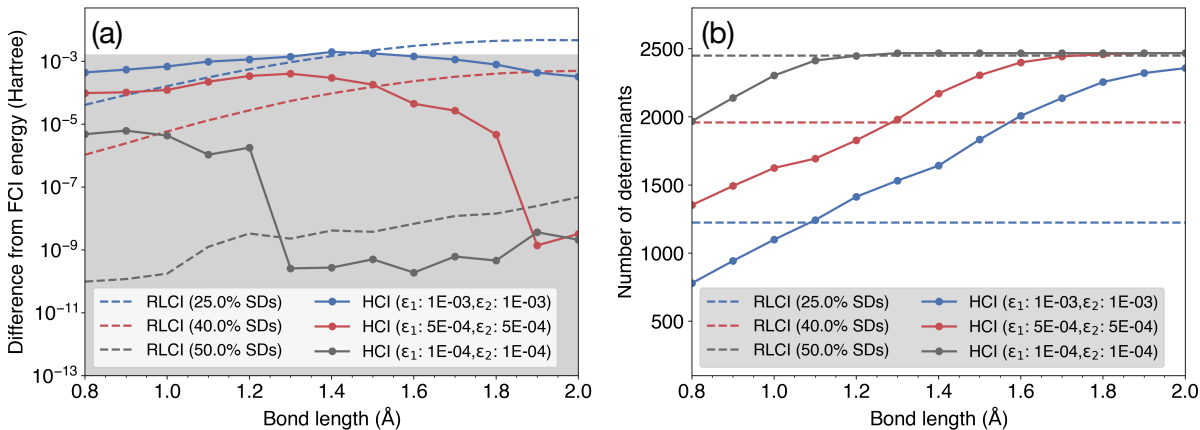 (a)
Difference from FCI energy (Hartree)
10⁻³
10⁻⁵
10⁻⁷
10⁻⁹
10⁻¹¹
10⁻¹³
RLCI (25.0% SDs)
RLCI (40.0% SDs)
RLCI (50.0% SDs)
HCI (ε₁: 1E-03,ε₂: 1E-03)
HCI (ε₁: 5E-04,ε₂: 5E-04)
HCI (ε₁: 1E-04,ε₂: 1E-04)
0.8 1.0 1.2 1.4 1.6 1.8 2.0
Bond length (Å)
(b)
Number of determinants
2500
2000
1500
1000
500
RLCI (25.0% SDs)
RLCI (40.0% SDs)
RLCI (50.0% SDs)
HCI (ε₁: 1E-03,ε₂: 1E-03)
HCI (ε₁: 5E-04,ε₂: 5E-04)
HCI (ε₁: 1E-04,ε₂: 1E-04)
0.8 1.0 1.2 1.4 1.6 1.8 2.0
Bond length (Å)